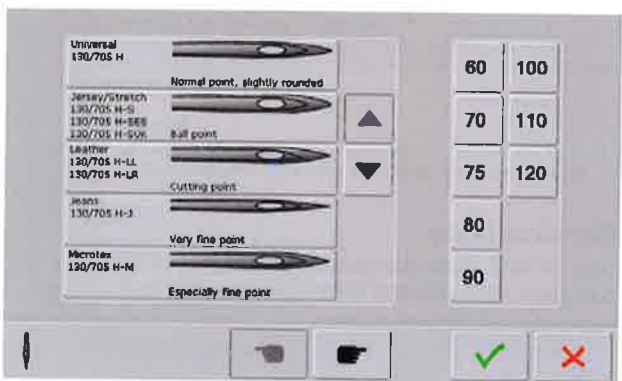 Universal
130/705 H
Normal point, slightly rounded
Jersey/Stretch
130/705 H-S
130/705 H-SES
130/705 H-SUK
Ball point
Leather
130/705 H-LL
130/705 H-LR
Cutting point
Jeans
130/705 H-J
Very fine point
Microtex
130/705 H-M
Especially fine point
60 100
70 110
75 120
80
90